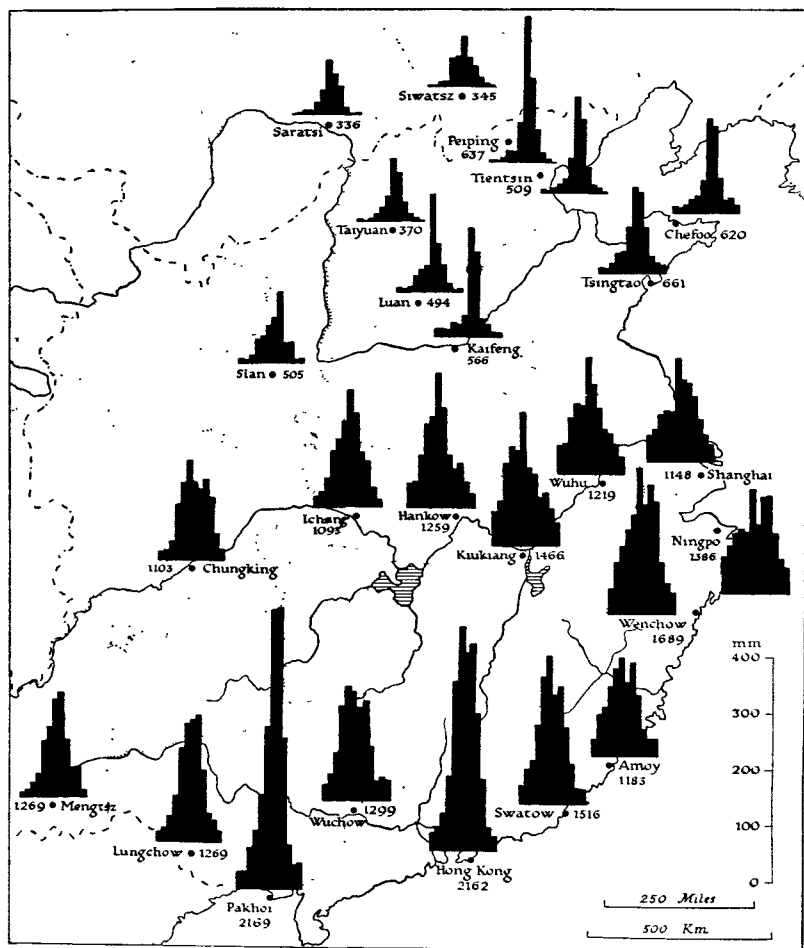 Siwatsz 345
Saratsi 336
Peiping
637
Tientsin
509
Taiyuan 370
Chefoo 620
Luan 494
Tsingtao 661
Kaifeng
566
Sian 505
Wuhu
1219
1148 Shanghai
Ichang
1093
Hankow
1259
Kiukiang 1466
Ningpo
1386
1103 Chungking
Wenchow
1689
mm
400
300
200
100
0
Amoy
1183
1269 Mengtsz
Wuchow 1299
Swatow 1516
Lungchow 1269
Hong Kong
2162
Pakhoi
2169
250 Miles
500 Km.